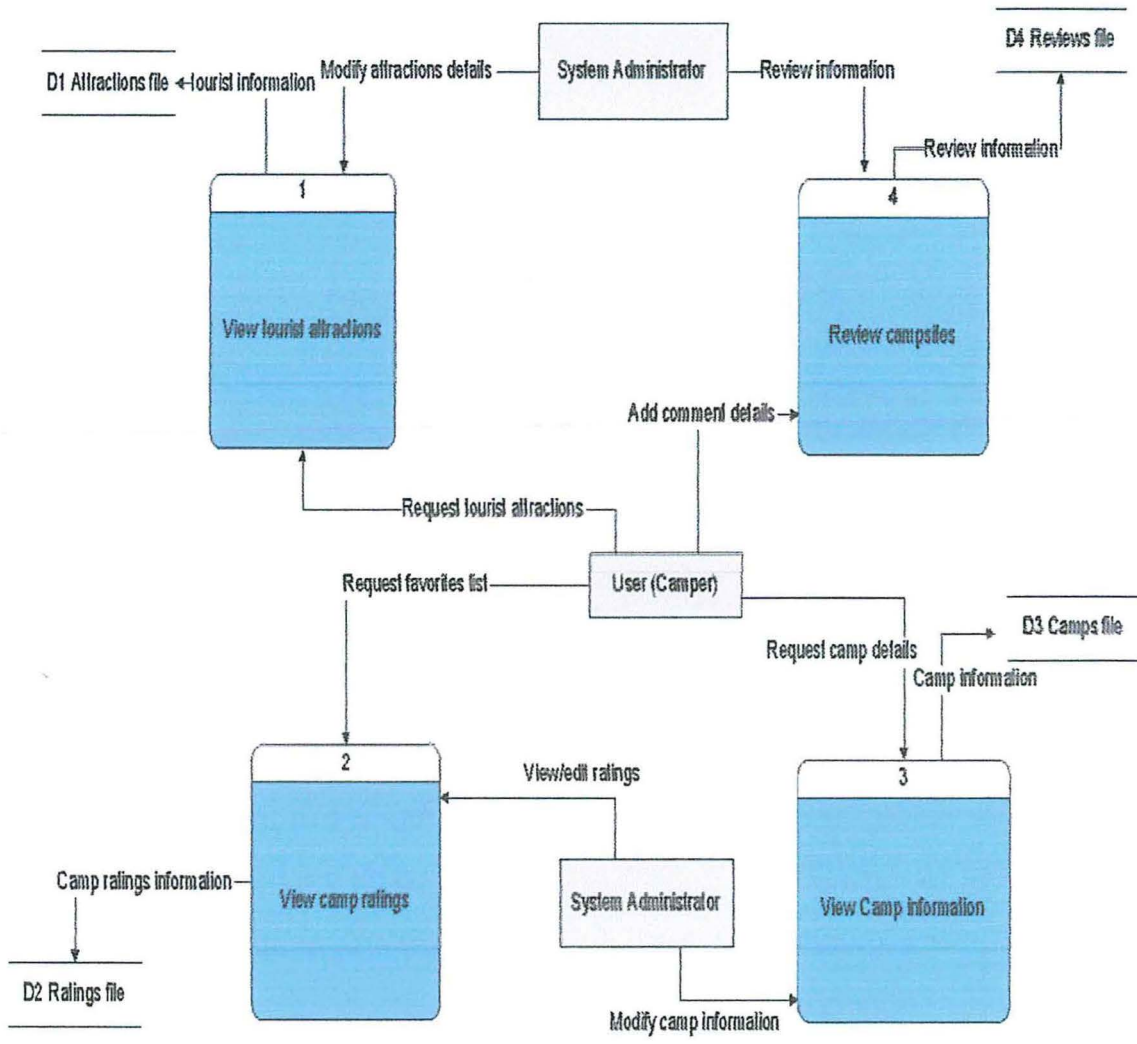 D4 Reviews file
System Administrator
Modify attractions details
Review information
D1 Attractions file
tourist information
Review information
1
4
View tourist attractions
Review campsites
Add comment details
Request tourist attractions
User (Camper)
Request favorites list
D3 Camps file
Request camp details
Camp information
2
3
View/edit ratings
Camp ratings information
View camp ratings
System Administrator
View Camp information
D2 Ratings file
Modify camp information